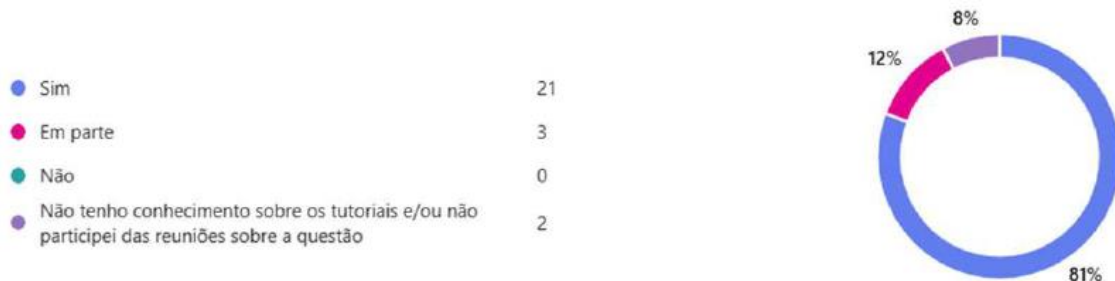 Sim 21
Em parte 3
Não 0
Não tenho conhecimento sobre os tutoriais e/ou não
participei das reuniões sobre a questão 2
8%
12%
81%